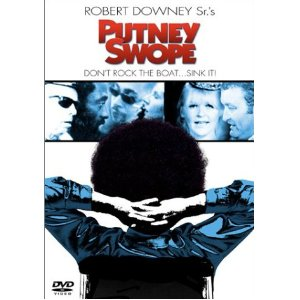 ROBERT DOWNEY Sr.'s
PUTNEY
SWOPE
DON'T ROCK THE BOAT...SINK IT!
DVD
VIDEO